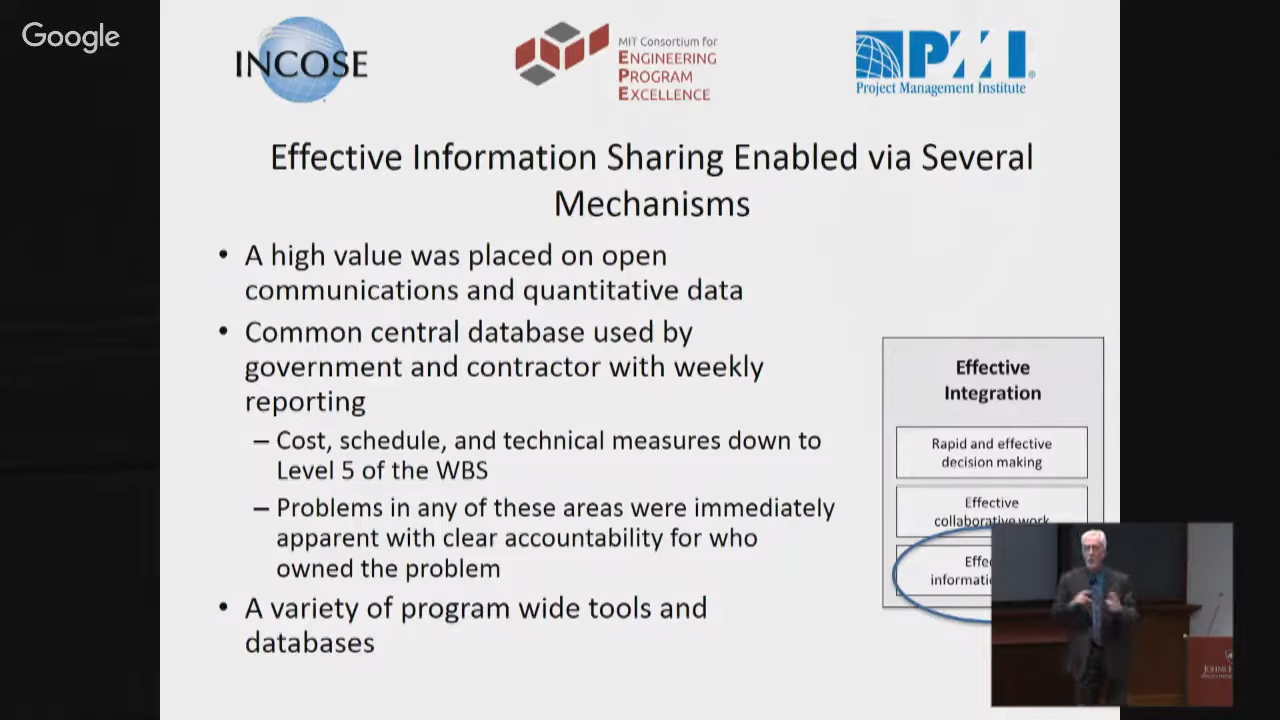 Google
INCOSE
MIT Consortium for
ENGINEERING
PROGRAM
EXCELLENCE
PMI
Project Management Institute
Effective Information Sharing Enabled via Several
Mechanisms
• A high value was placed on open
communications and quantitative data
• Common central database used by
government and contractor with weekly
reporting
– Cost, schedule, and technical measures down to
Level 5 of the WBS
– Problems in any of these areas were immediately
apparent with clear accountability for who
owned the problem
• A variety of program wide tools and
databases
Effective
Integration
Rapid and effective
decision making
Effective
collaborative work